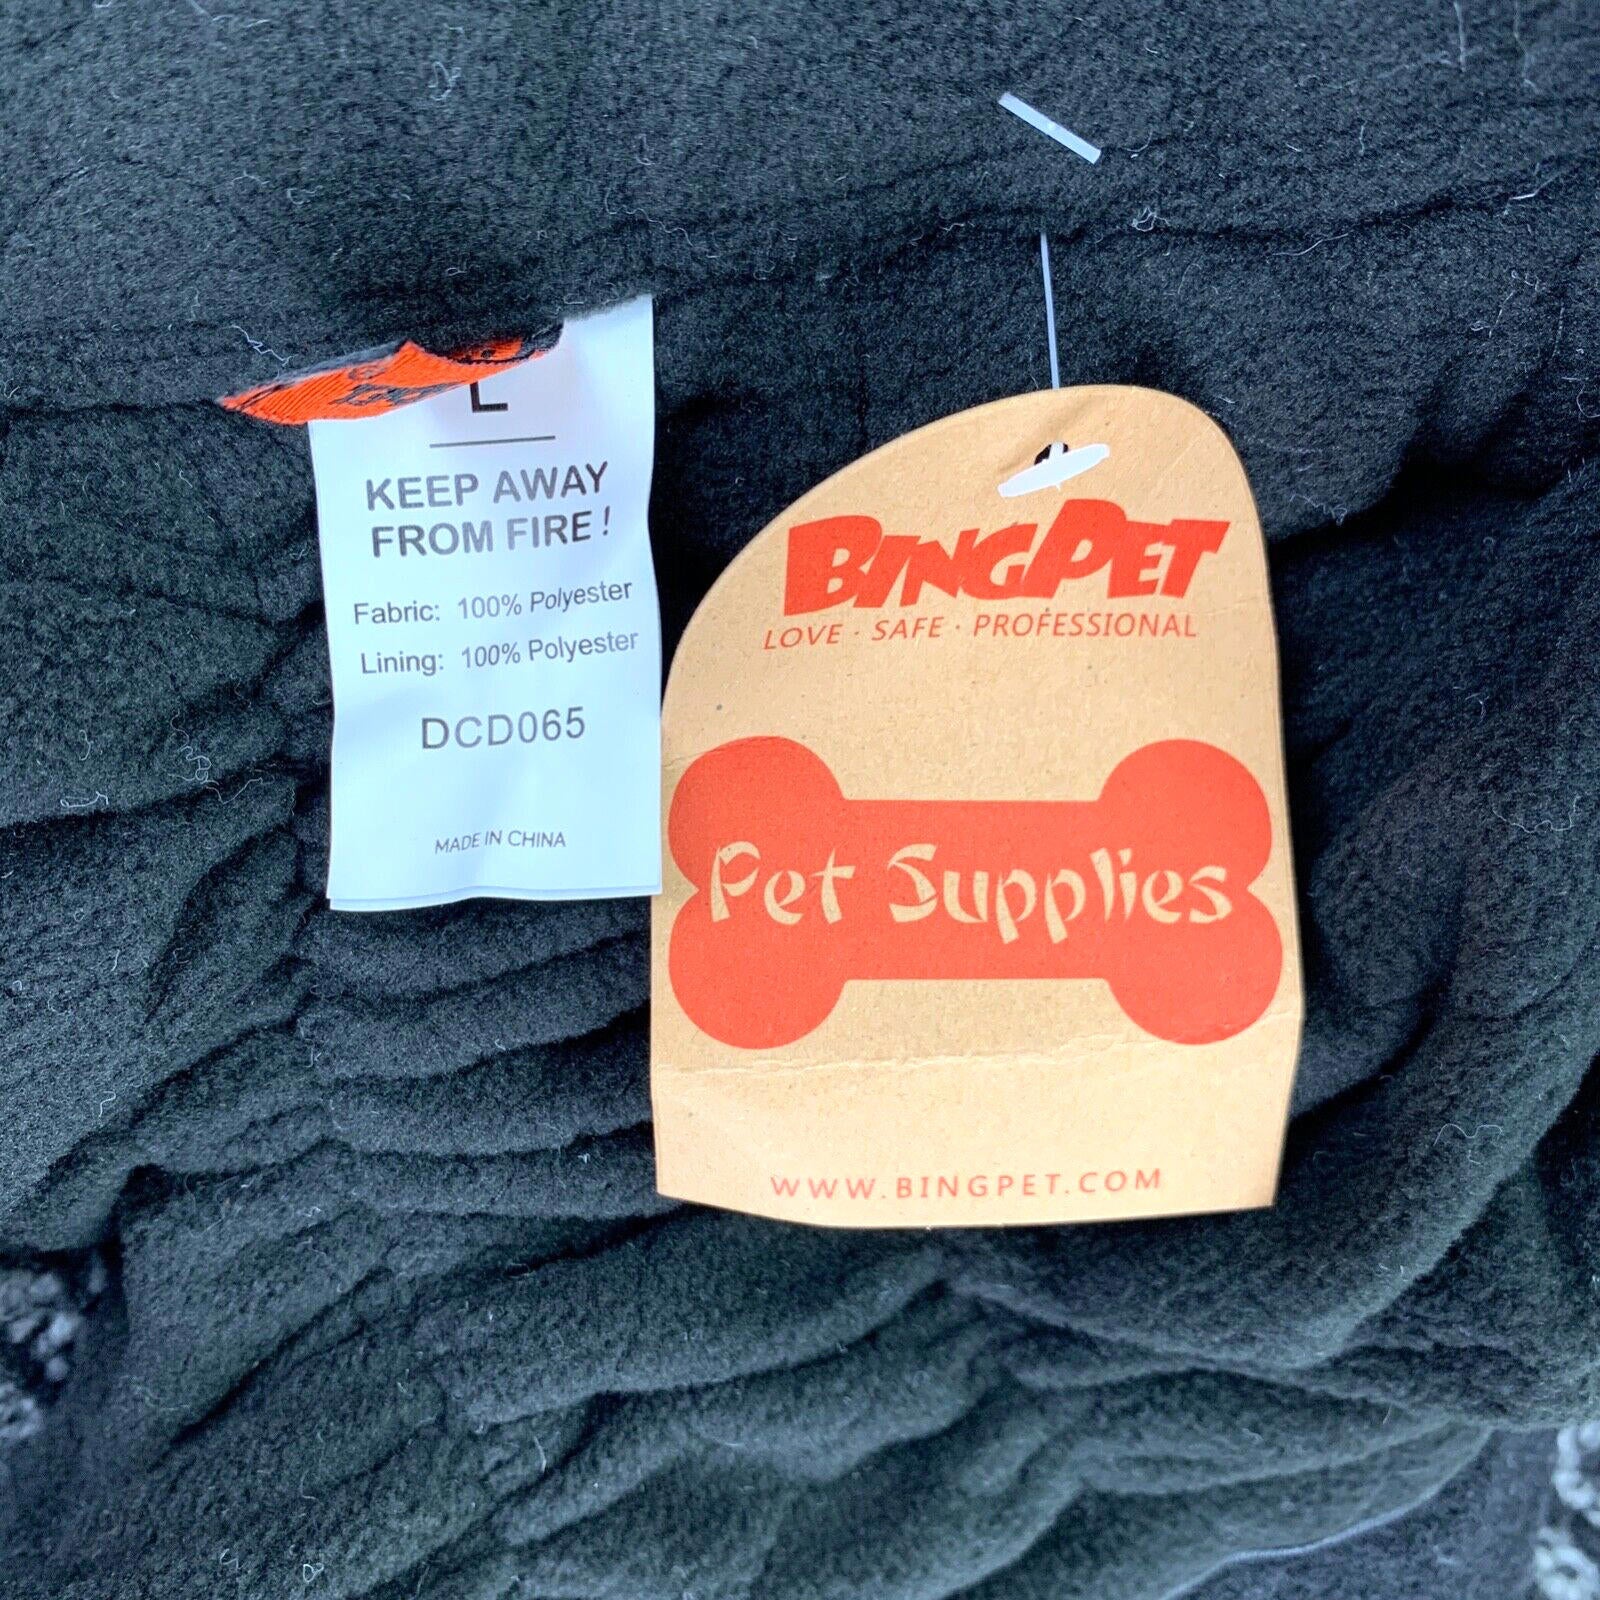 L
KEEP AWAY
FROM FIRE!
Fabric: 100% Polyester
Lining: 100% Polyester
DCD065
MADE IN CHINA
BINGPET
LOVE · SAFE · PROFESSIONAL
Pet Supplies
WWW.BINGPET.COM